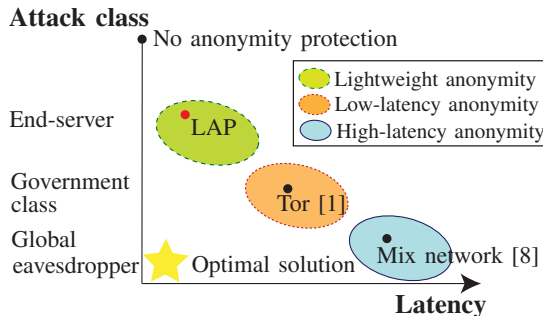 Attack class
No anonymity protection
Lightweight anonymity
Low-latency anonymity
High-latency anonymity
End-server
LAP
Government
class
Tor [1]
Global
eavesdropper
Optimal solution
Mix network [8]
Latency